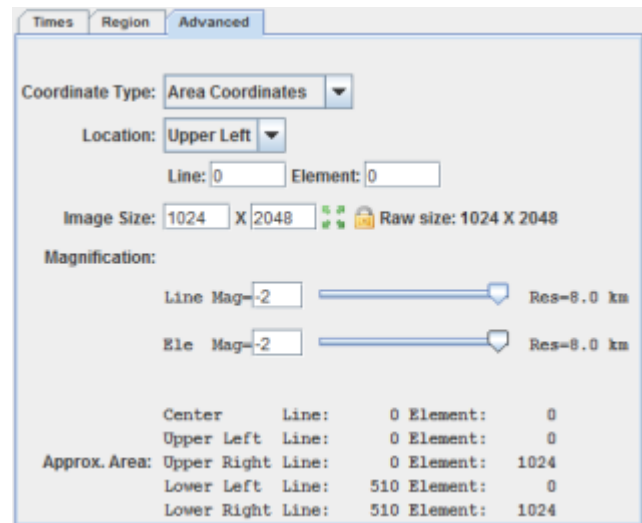 Times Region Advanced
Coordinate Type: Area Coordinates
Location: Upper Left
Line: 0 Element: 0
Image Size: 1024 X 2048 Raw size: 1024 X 2048
Magnification:
Line Mag=-2 Res=8.0 km
Ele Mag=-2 Res=8.0 km
Center Line: 0 Element: 0
Upper Left Line: 0 Element: 0
Approx. Area: Upper Right Line: 0 Element: 1024
Lower Left Line: 510 Element: 0
Lower Right Line: 510 Element: 1024